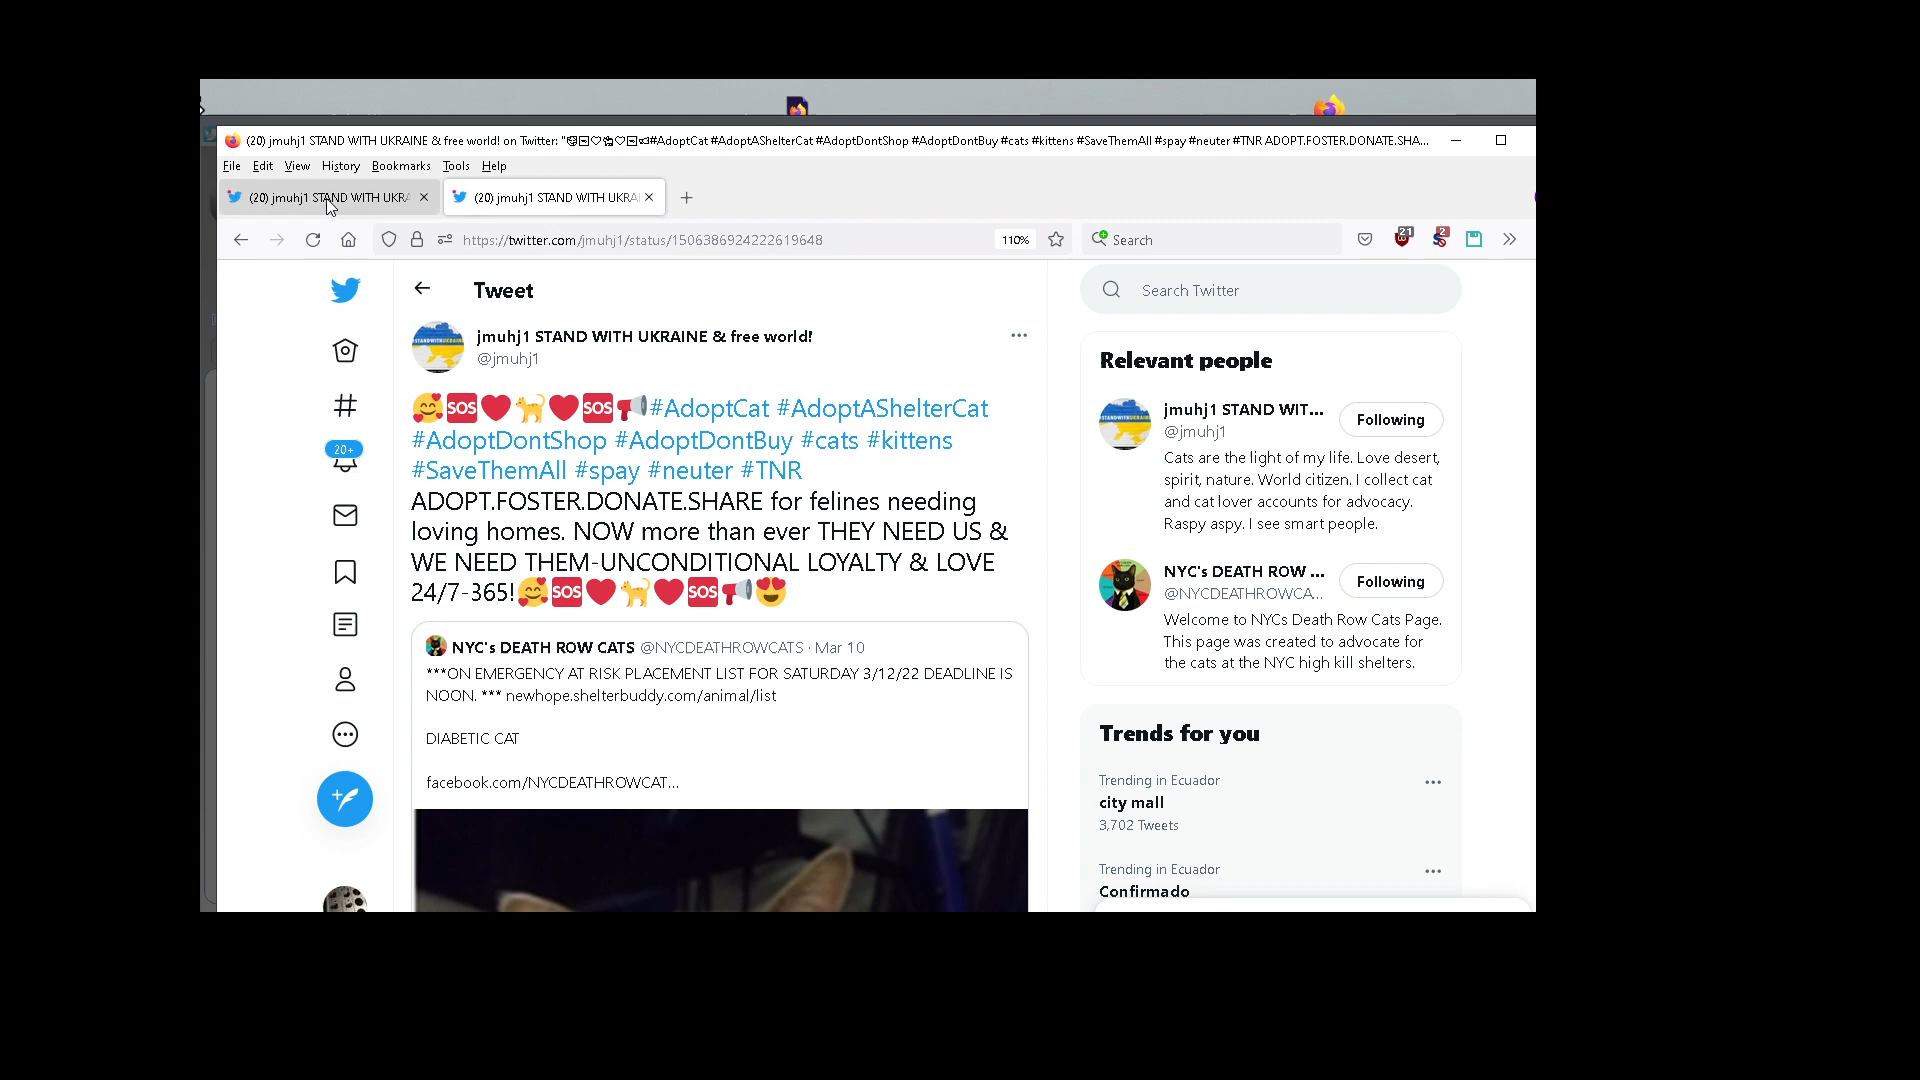 (20) jmuhj1 STAND WITH UKRAINE & free world! on Twitter: "🥰🆘♡🐈♡🆘📢#AdoptCat #AdoptAShelterCat #AdoptDontShop #AdoptDontBuy #cats #kittens #SaveThemAll #spay #neuter #TNR ADOPT.FOSTER.DONATE.SHA...
File Edit View History Bookmarks Tools Help
(20) jmuhj1 STAND WITH UKRA
(20) jmuhj1 STAND WITH UKRAI
https://twitter.com/jmuhj1/status/1506386924222619648
110%
Search
21
2
Tweet
jmuhj1 STAND WITH UKRAINE & free world!
@jmuhj1
🥰🆘❤️🐈❤️🆘📢#AdoptCat #AdoptAShelterCat
#AdoptDontShop #AdoptDontBuy #cats #kittens
#SaveThemAll #spay #neuter #TNR
ADOPT.FOSTER.DONATE.SHARE for felines needing
loving homes. NOW more than ever THEY NEED US &
WE NEED THEM-UNCONDITIONAL LOYALTY & LOVE
24/7-365!🥰🆘❤️🐈❤️🆘📢😍
NYC's DEATH ROW CATS @NYCDEATHROWCATS · Mar 10
***ON EMERGENCY AT RISK PLACEMENT LIST FOR SATURDAY 3/12/22 DEADLINE IS
NOON. *** newhope.shelterbuddy.com/animal/list
DIABETIC CAT
facebook.com/NYCDEATHROWCAT...
20+
Search Twitter
Relevant people
jmuhj1 STAND WIT...
@jmuhj1
Following
Cats are the light of my life. Love desert,
spirit, nature. World citizen. I collect cat
and cat lover accounts for advocacy.
Raspy aspy. I see smart people.
NYC's DEATH ROW ...
@NYCDEATHROWCA...
Following
Welcome to NYCs Death Row Cats Page.
This page was created to advocate for
the cats at the NYC high kill shelters.
Trends for you
Trending in Ecuador
city mall
3,702 Tweets
Trending in Ecuador
Confirmado